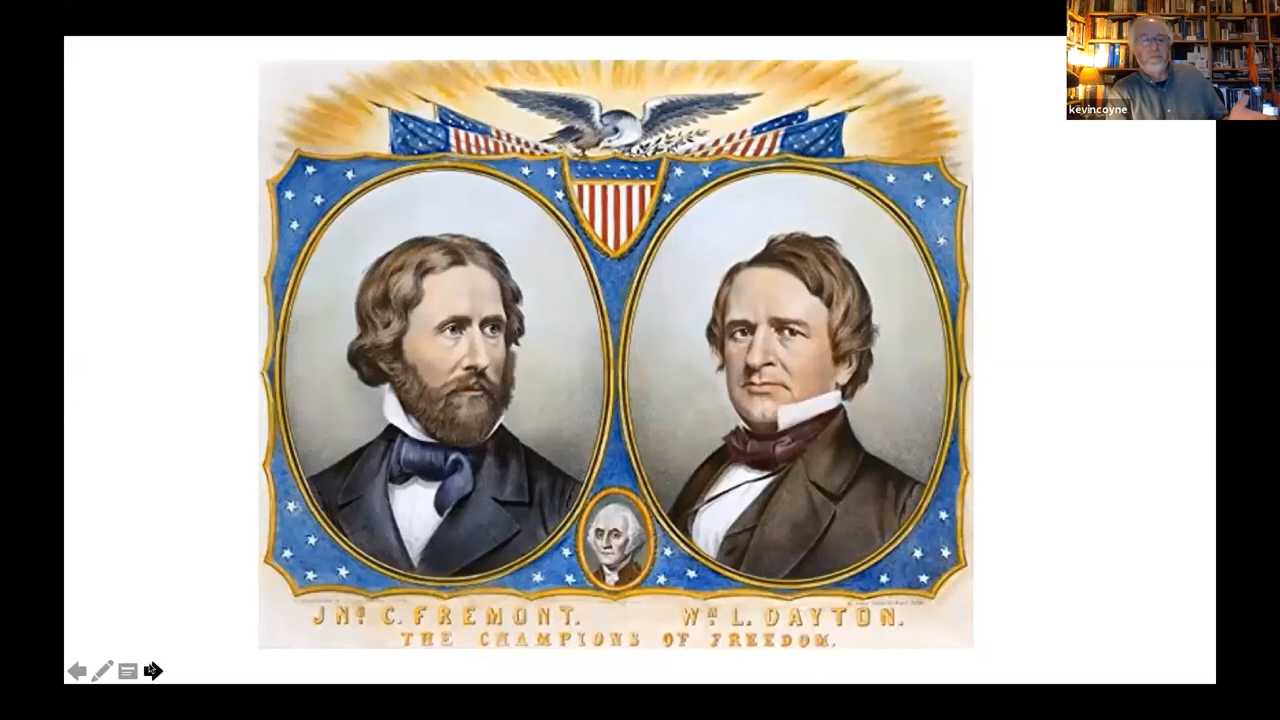 kevincoyne
JNO. C. FREMONT. WM. L. DAYTON.
THE CHAMPIONS OF FREEDOM.